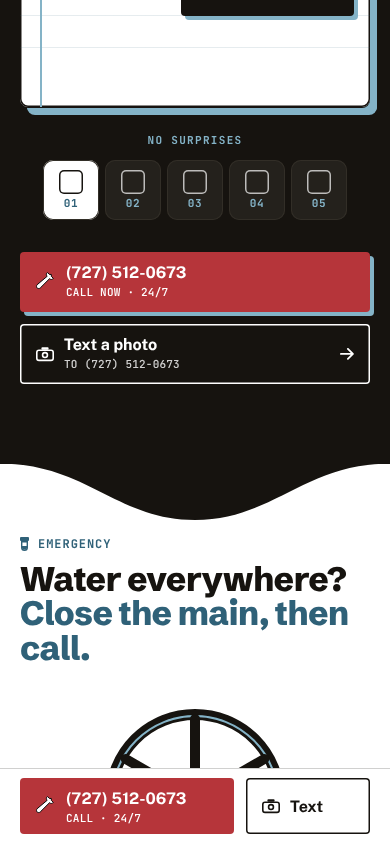 NO SURPRISES
01 02 03 04 05
(727) 512-0673
CALL NOW · 24/7
Text a photo
TO (727) 512-0673
EMERGENCY
Water everywhere?
Close the main, then
call.
(727) 512-0673
CALL · 24/7
Text